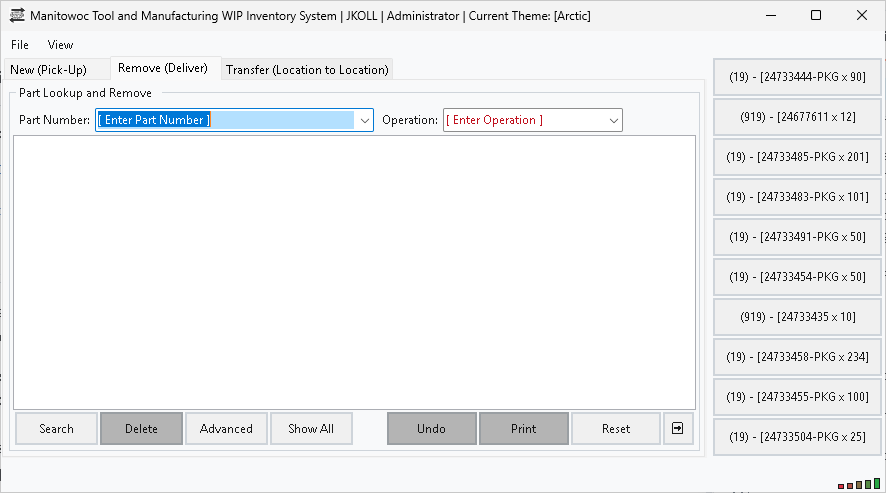 Manitowoc Tool and Manufacturing WIP Inventory System | JKOLL | Administrator | Current Theme: [Arctic]
File View
New (Pick-Up) Remove (Deliver) Transfer (Location to Location)
Part Lookup and Remove
Part Number: [ Enter Part Number ] Operation: [ Enter Operation ]
Search Delete Advanced Show All Undo Print Reset
(19) - [24733444-PKG x 90]
(919) - [24677611 x 12]
(19) - [24733485-PKG x 201]
(19) - [24733483-PKG x 101]
(19) - [24733491-PKG x 50]
(19) - [24733454-PKG x 50]
(919) - [24733435 x 10]
(19) - [24733458-PKG x 234]
(19) - [24733455-PKG x 100]
(19) - [24733504-PKG x 25]